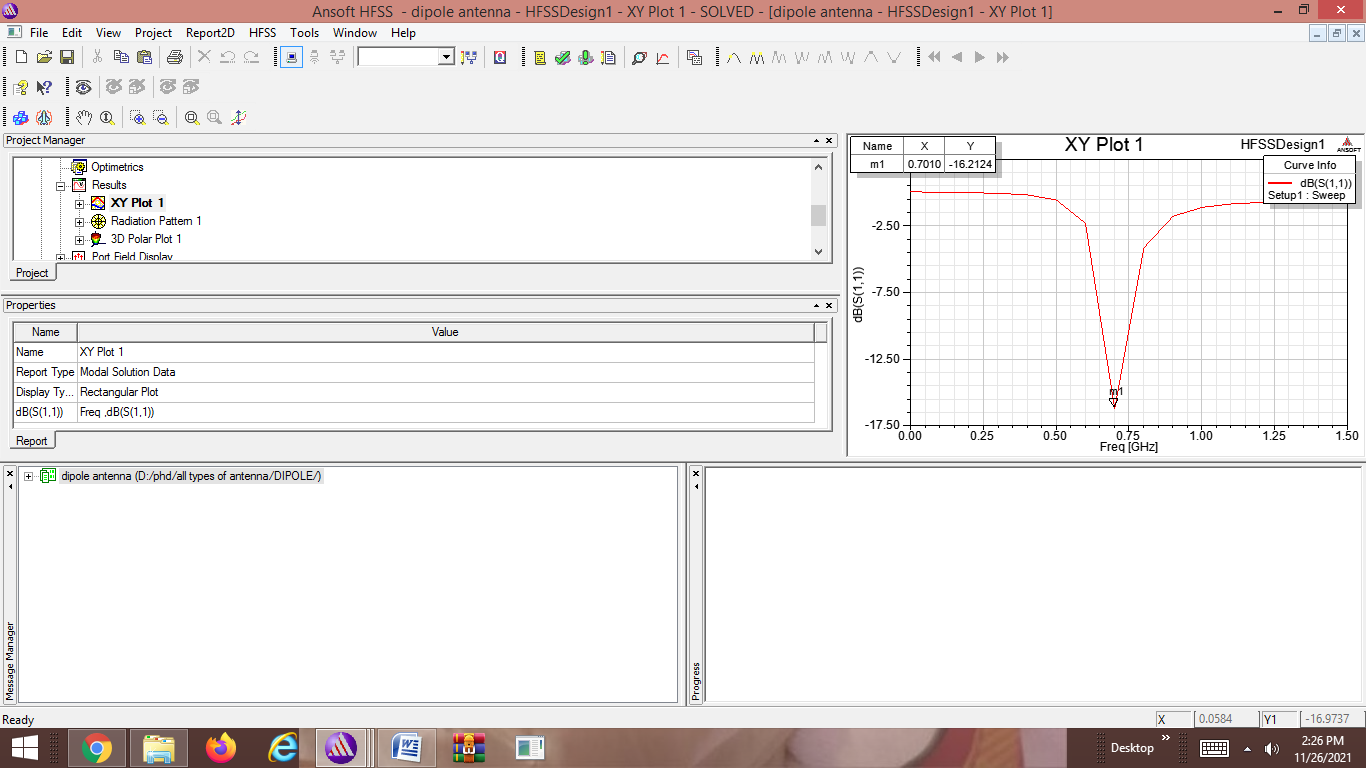 Ansoft HFSS - dipole antenna - HFSSDesign1 - XY Plot 1 - SOLVED - [dipole antenna - HFSSDesign1 - XY Plot 1]
File Edit View Project Report2D HFSS Tools Window Help
Project Manager
Optimetrics
Results
XY Plot 1
Radiation Pattern 1
3D Polar Plot 1
Port Field Display
Project
Properties
Name Value
Name XY Plot 1
Report Type Modal Solution Data
Display Ty... Rectangular Plot
dB(S(1,1)) Freq ,dB(S(1,1))
Report
Name X Y
m1 0.7010 -16.2124
XY Plot 1
HFSSDesign1
ANSOFT
Curve Info
dB(S(1,1))
Setup1 : Sweep
-2.50
-7.50
-12.50
-17.50
dB(S(1,1))
m1
0.00 0.25 0.50 0.75 1.00 1.25 1.50
Freq [GHz]
dipole antenna (D:/phd/all types of antenna/DIPOLE/)
Message Manager
Progress
Ready
X 0.0584 Y1 -16.9737
Desktop
2:26 PM
11/26/2021